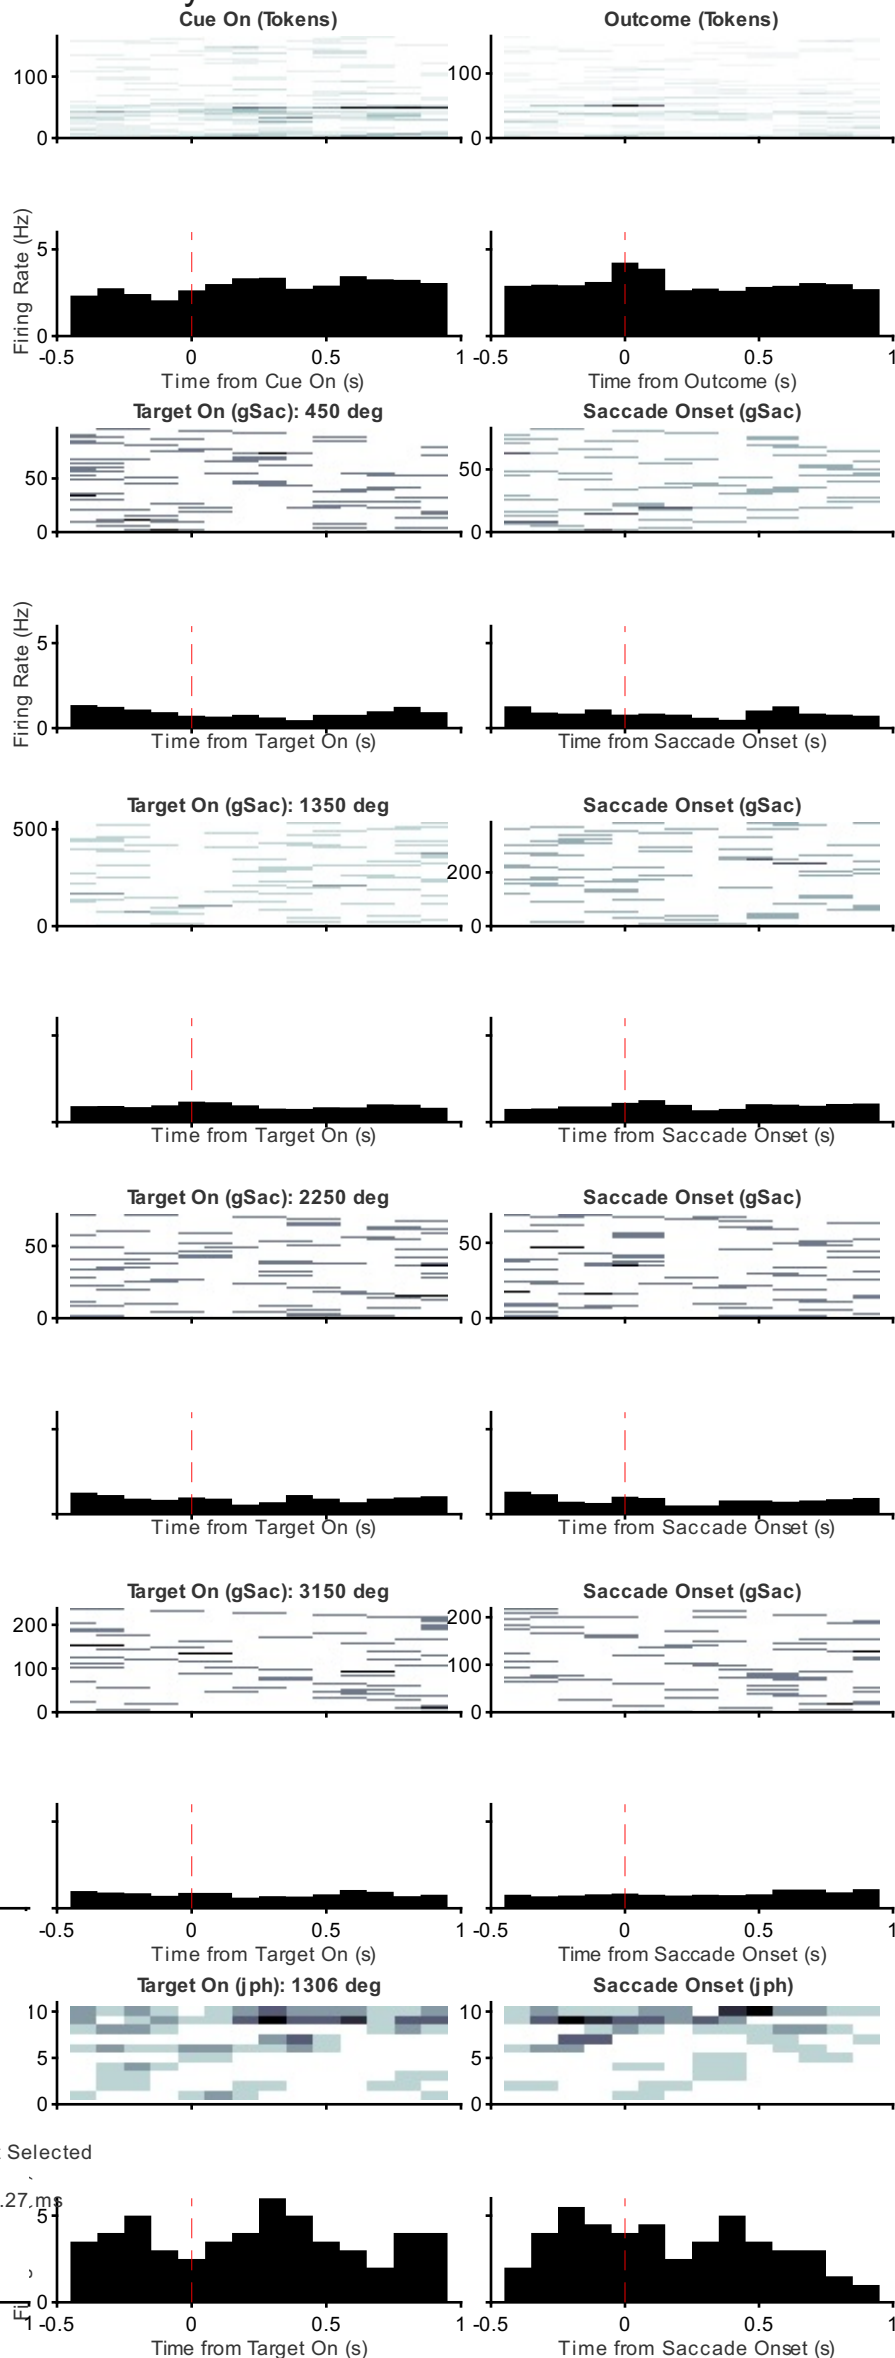 Cue On (Tokens) Outcome (Tokens)
100 100
0 0
Firing Rate (Hz)
5 5
0 0
-0.5 0 0.5 1 -0.5 0 0.5 1
Time from Cue On (s) Time from Outcome (s)
Target On (gSac): 450 deg Saccade Onset (gSac)
50 50
0 0
Firing Rate (Hz)
5
0
Time from Target On (s) Time from Saccade Onset (s)
Target On (gSac): 1350 deg Saccade Onset (gSac)
500 200
0 0
Time from Target On (s) Time from Saccade Onset (s)
Target On (gSac): 2250 deg Saccade Onset (gSac)
50 50
0 0
Time from Target On (s) Time from Saccade Onset (s)
Target On (gSac): 3150 deg Saccade Onset (gSac)
200 200
100 100
0 0
-0.5 0 0.5 1 -0.5 0 0.5 1
Time from Target On (s) Time from Saccade Onset (s)
Target On (jph): 1306 deg Saccade Onset (jph)
10 10
5 5
0 0
Selected
.27 ms
5 5
0 0
-0.5 0 0.5 1 -0.5 0 0.5 1
Time from Target On (s) Time from Saccade Onset (s)